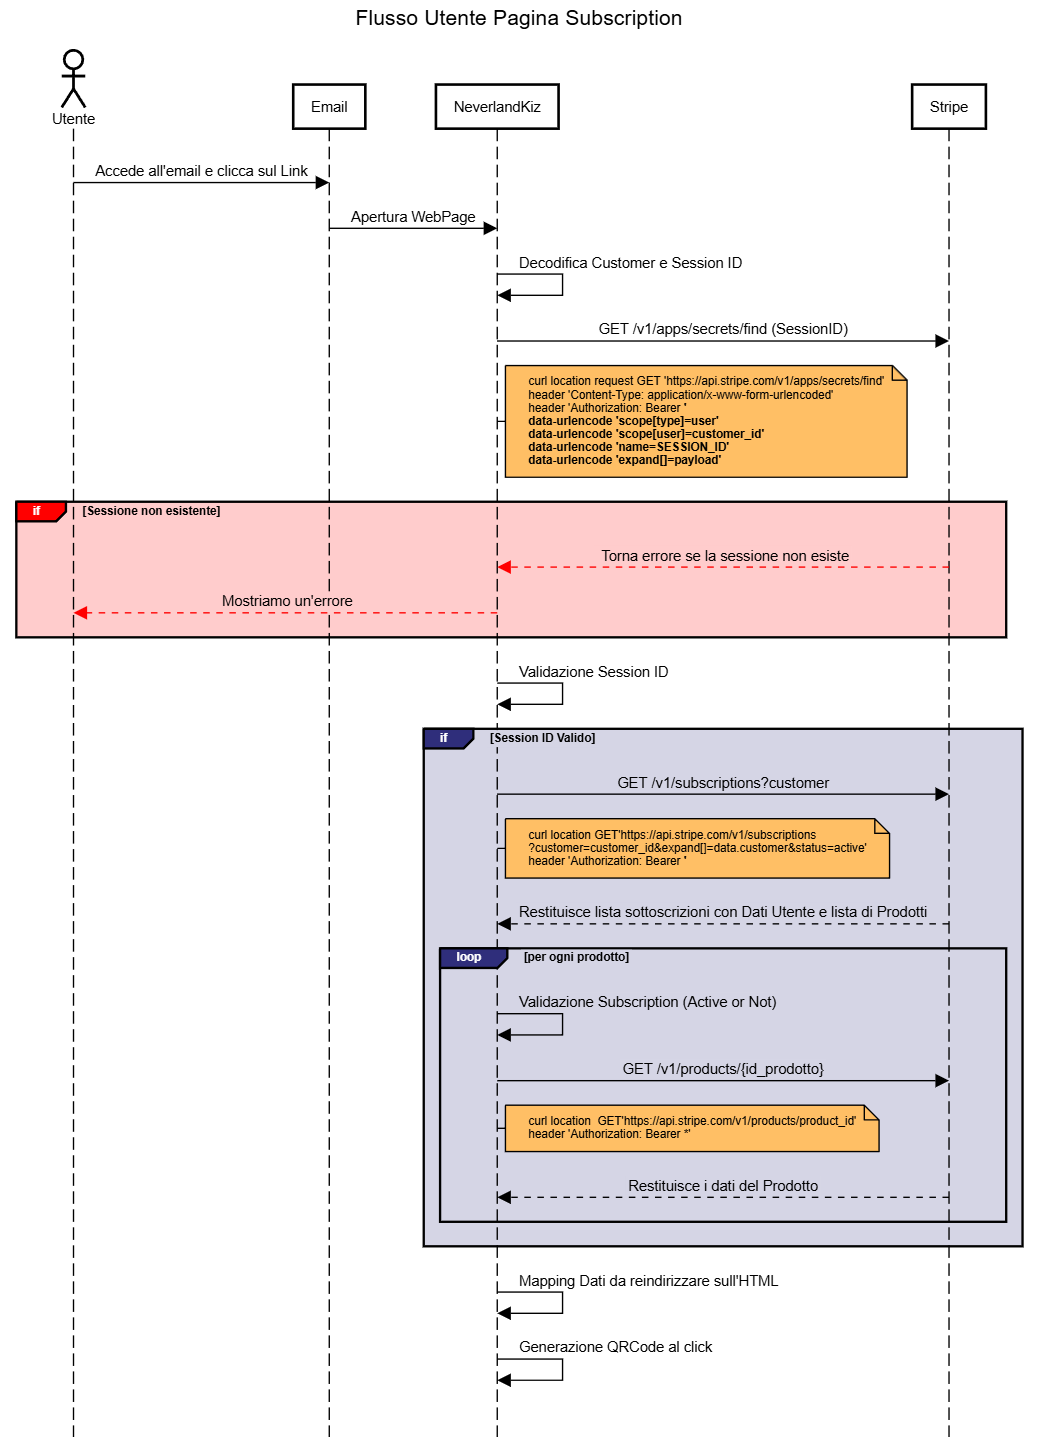 Flusso Utente Pagina Subscription
Utente
Email
NeverlandKiz
Stripe
Accede all'email e clicca sul Link
Apertura WebPage
Decodifica Customer e Session ID
GET /v1/apps/secrets/find (SessionID)
curl location request GET 'https://api.stripe.com/v1/apps/secrets/find'
header 'Content-Type: application/x-www-form-urlencoded'
header 'Authorization: Bearer '
data-urlencode 'scope[type]=user'
data-urlencode 'scope[user]=customer_id'
data-urlencode 'name=SESSION_ID'
data-urlencode 'expand[]=payload'
if
[Sessione non esistente]
Torna errore se la sessione non esiste
Mostriamo un'errore
Validazione Session ID
if
[Session ID Valido]
GET /v1/subscriptions?customer
curl location GET'https://api.stripe.com/v1/subscriptions
?customer=customer_id&expand[]=data.customer&status=active'
header 'Authorization: Bearer '
Restituisce lista sottoscrizioni con Dati Utente e lista di Prodotti
loop
[per ogni prodotto]
Validazione Subscription (Active or Not)
GET /v1/products/{id_prodotto}
curl location  GET'https://api.stripe.com/v1/products/product_id'
header 'Authorization: Bearer *'
Restituisce i dati del Prodotto
Mapping Dati da reindirizzare sull'HTML
Generazione QRCode al click